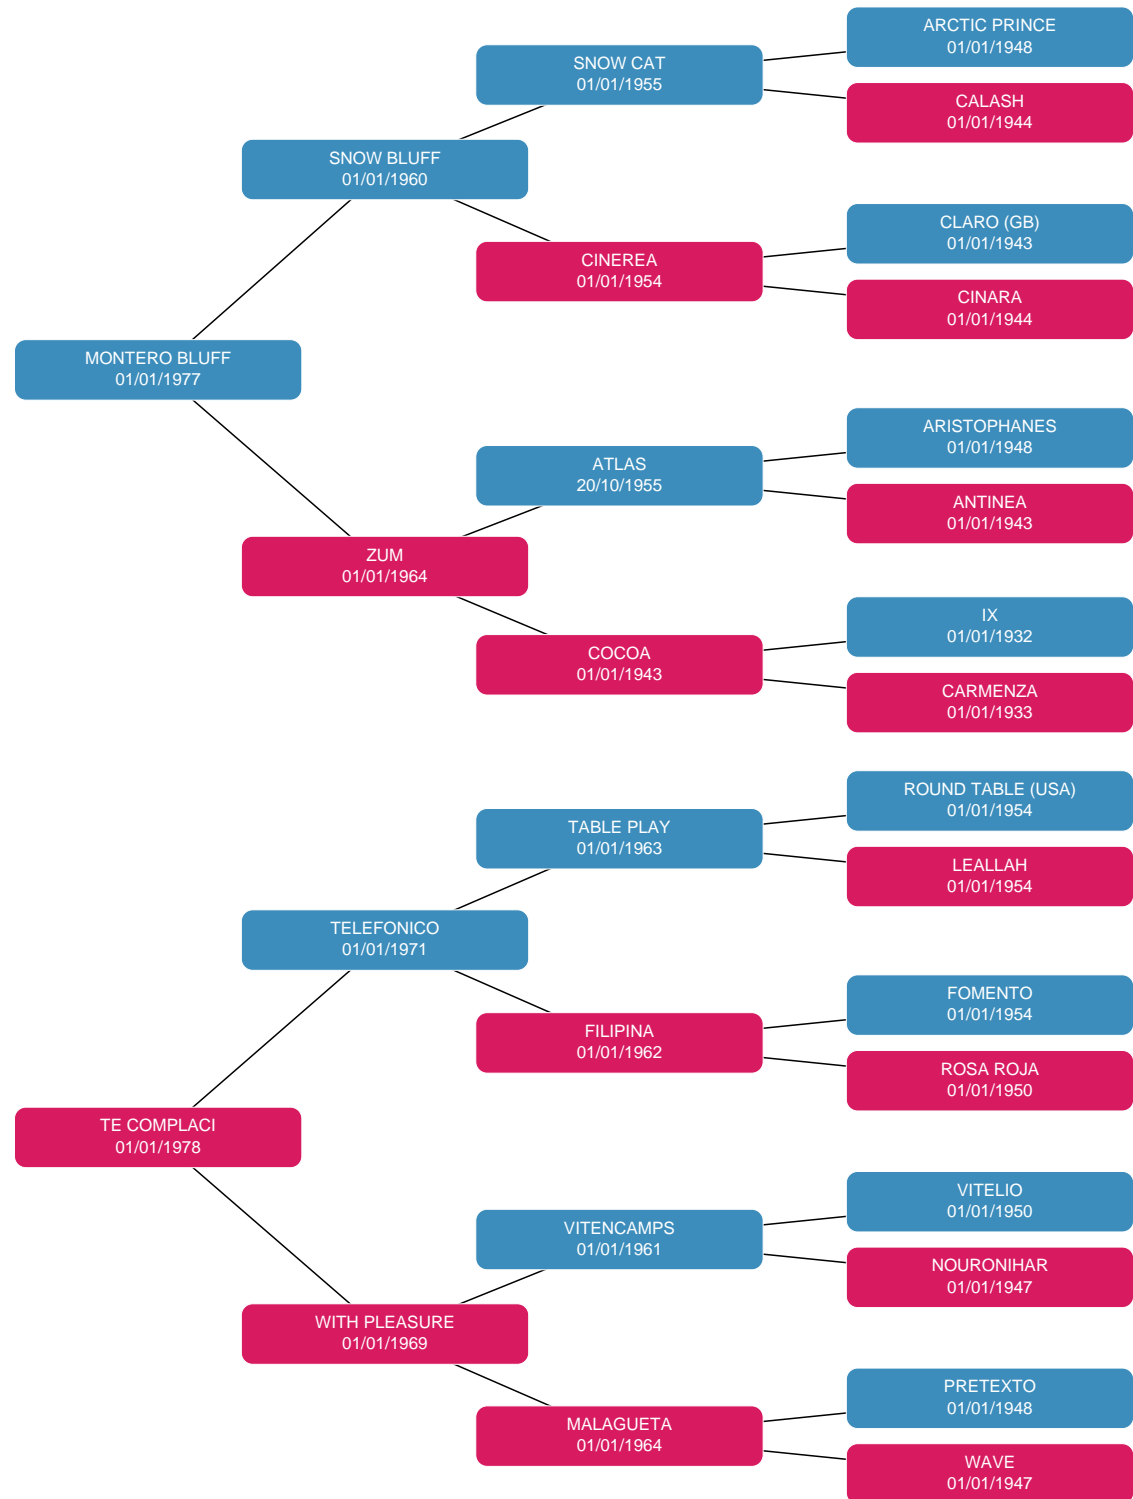 ARCTIC PRINCE
01/01/1948
SNOW CAT
01/01/1955
CALASH
01/01/1944
SNOW BLUFF
01/01/1960
CLARO (GB)
01/01/1943
CINEREA
01/01/1954
CINARA
01/01/1944
MONTERO BLUFF
01/01/1977
ARISTOPHANES
01/01/1948
ATLAS
20/10/1955
ANTINEA
01/01/1943
ZUM
01/01/1964
IX
01/01/1932
COCOA
01/01/1943
CARMENZA
01/01/1933
ROUND TABLE (USA)
01/01/1954
TABLE PLAY
01/01/1963
LEALLAH
01/01/1954
TELEFONICO
01/01/1971
FOMENTO
01/01/1954
FILIPINA
01/01/1962
ROSA ROJA
01/01/1950
TE COMPLACI
01/01/1978
VITELIO
01/01/1950
VITENCAMPS
01/01/1961
NOURONIHAR
01/01/1947
WITH PLEASURE
01/01/1969
PRETEXTO
01/01/1948
MALAGUETA
01/01/1964
WAVE
01/01/1947